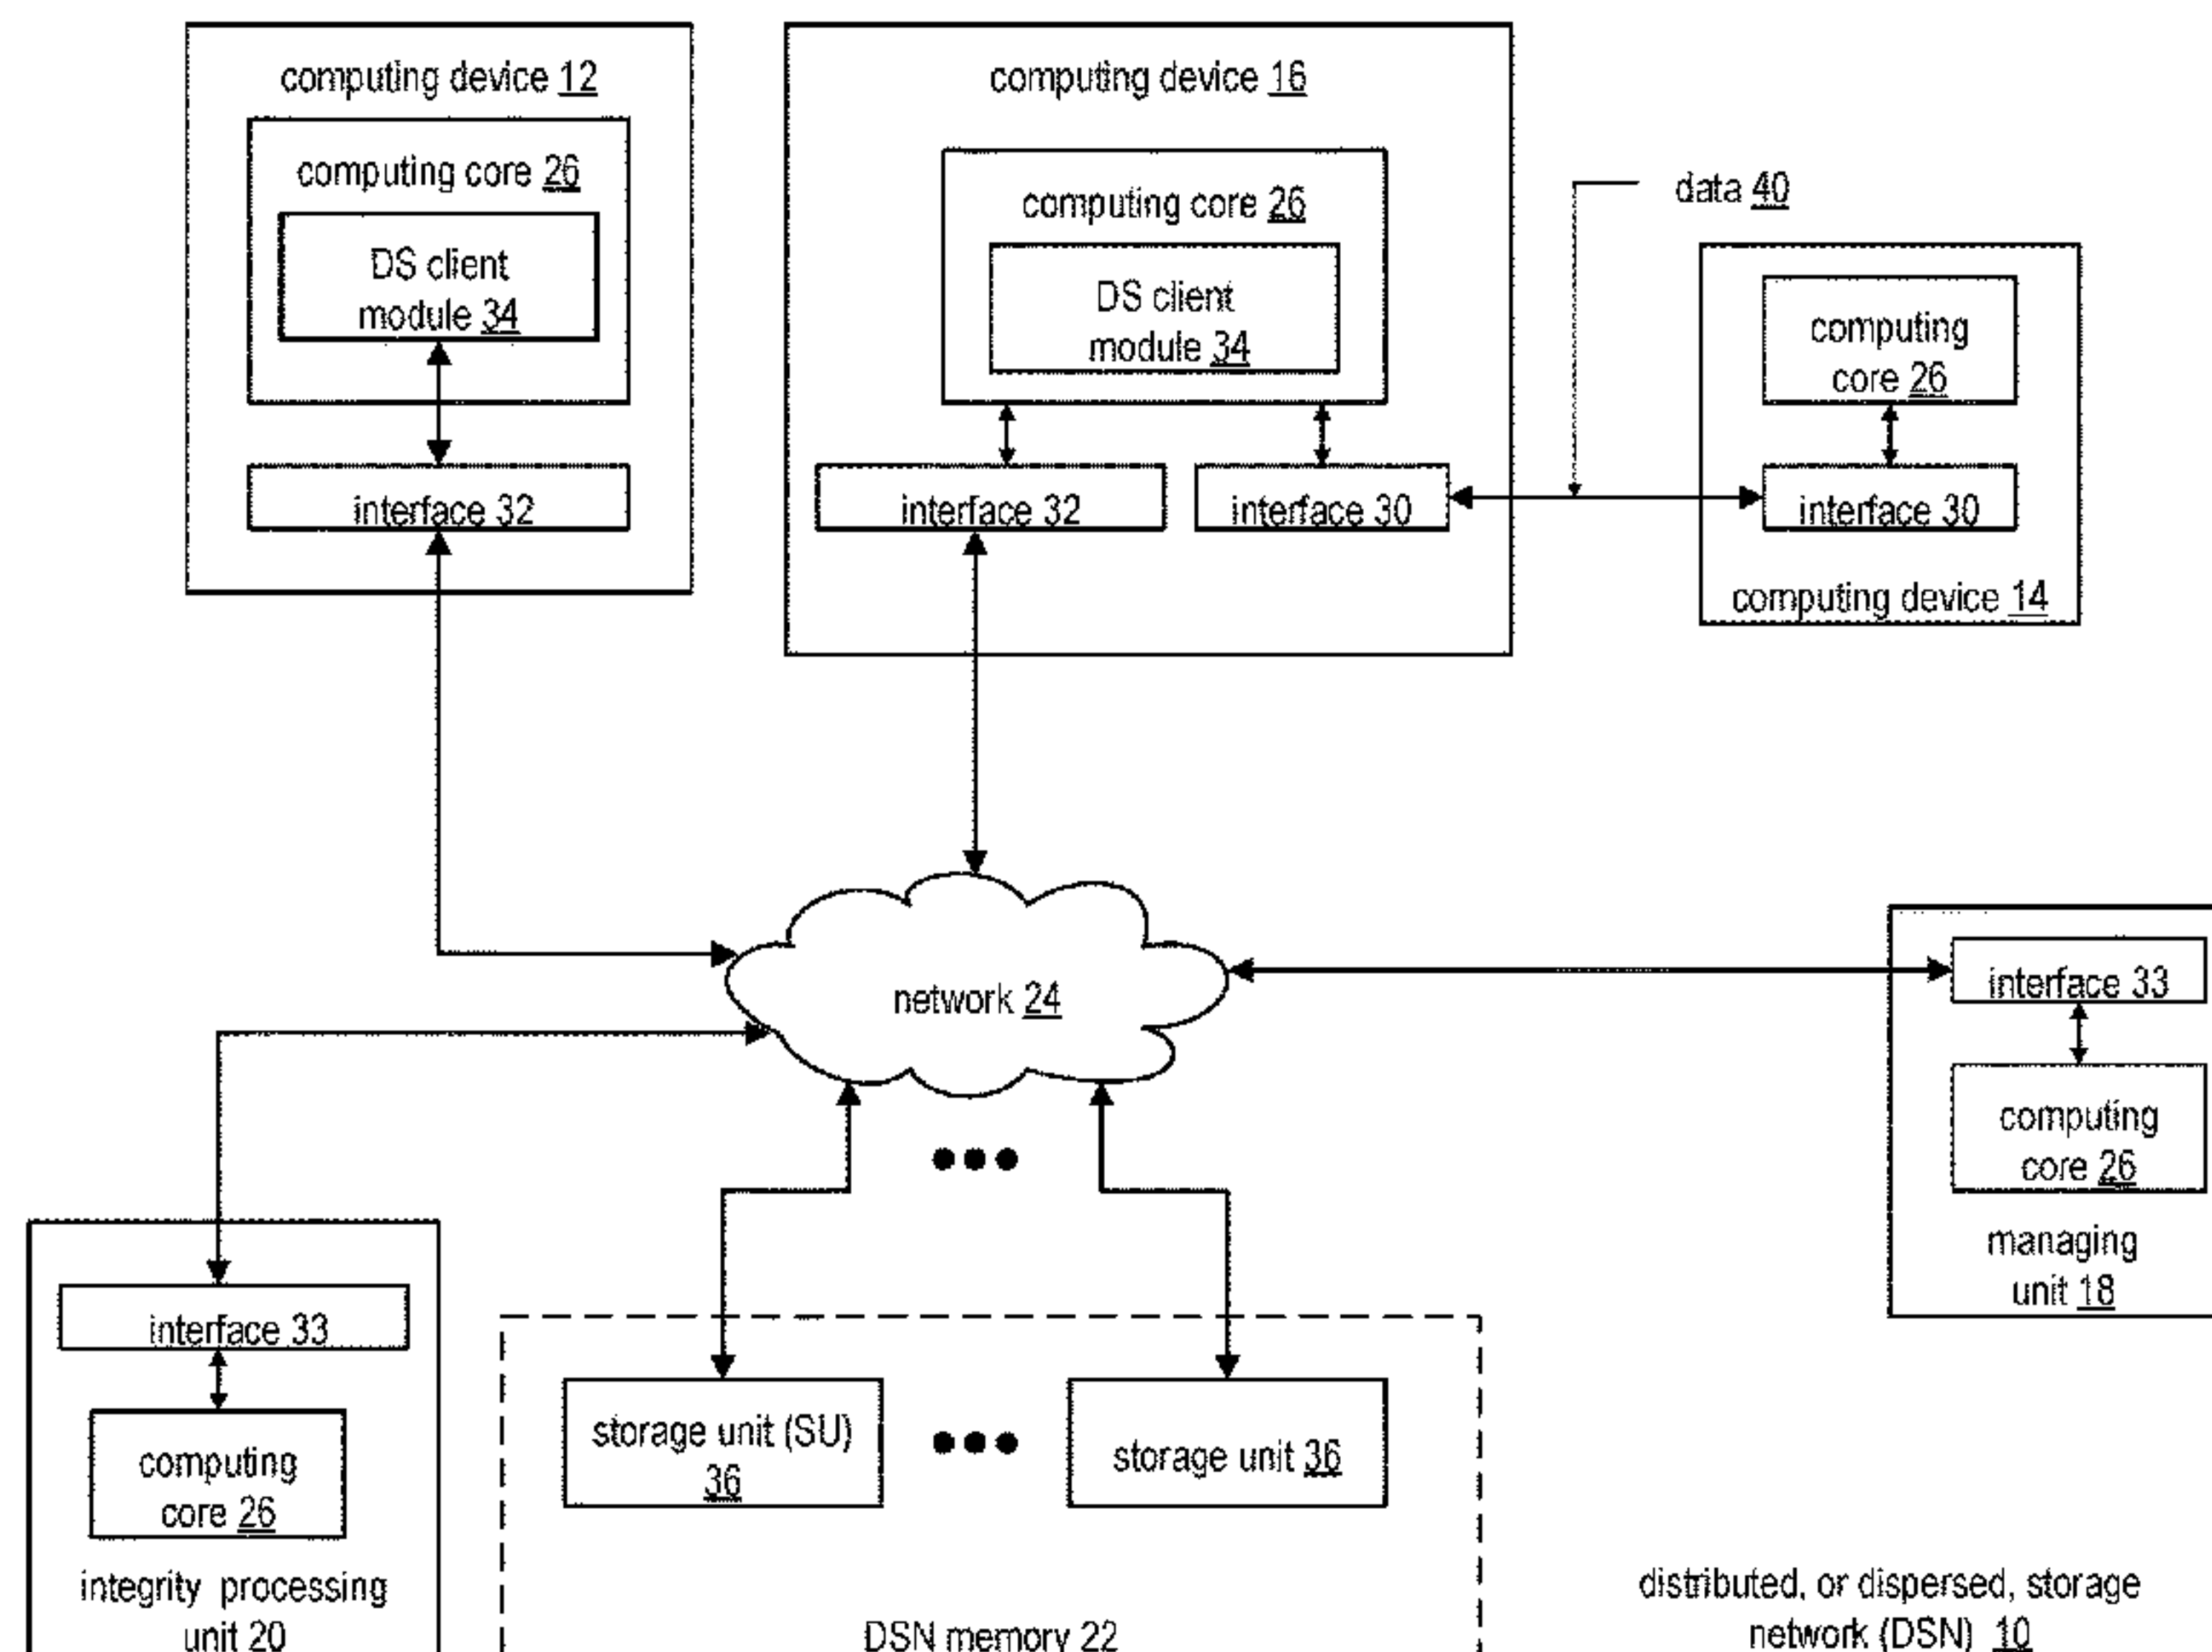 computing device 12
computing core 26
DS client
module 34
interface 32
computing device 16
computing core 26
DS client
module 34
interface 32
interface 30
data 40
computing
core 26
interface 30
computing device 14
network 24
interface 33
computing
core 26
managing
unit 18
interface 33
computing
core 26
integrity processing
unit 20
storage unit (SU)
36
storage unit 36
DSN memory 22
distributed, or dispersed, storage
network (DSN) 10